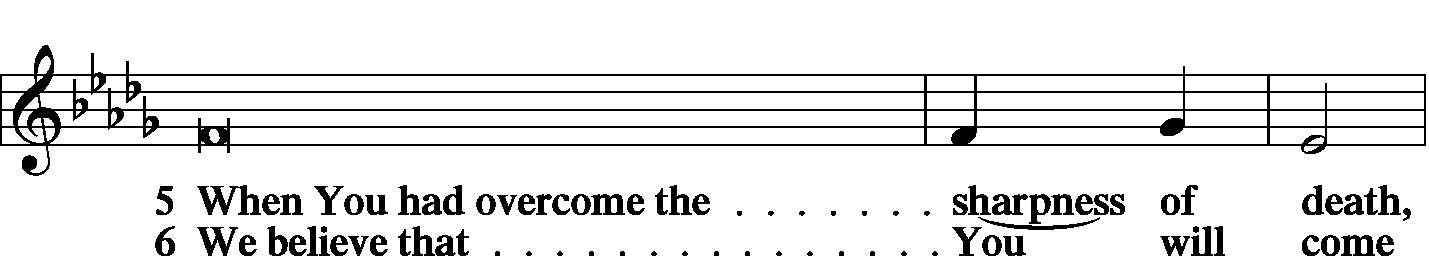 5 When You had overcome the . . . . . . . sharpness of death,
6 We believe that . . . . . . . . . . . . . . . You will come